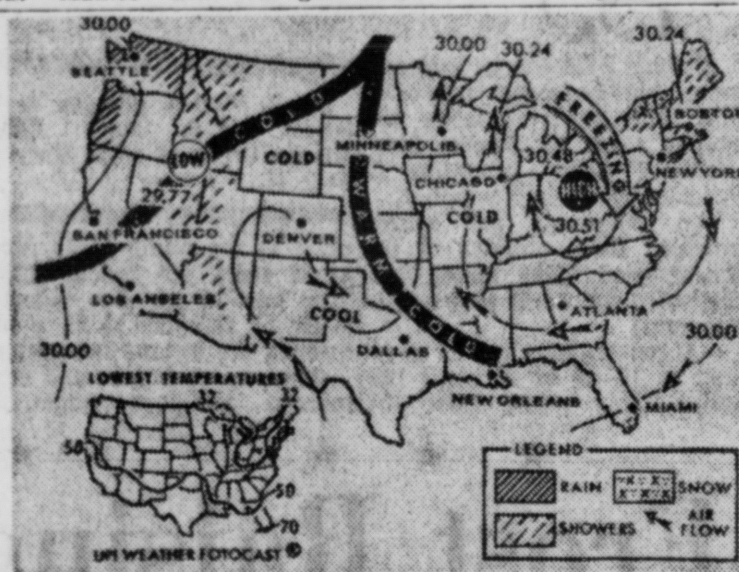 30.00
30.00
30.24
30.24
SEATTLE
FREEZING
BOSTON
COLD
MINNEAPOLIS
30.48
NEW YORK
LOW
COLD
CHICAGO
HIGH
29.77
WARM
COLD
30.51
SAN FRANCISCO
DENVER
LOS ANGELES
COOL
COLD
ATLANTA
30.00
DALLAS
30.00
LOWEST TEMPERATURES
NEW ORLEANS
MIAMI
32
32
50
50
70
UPI WEATHER FOTOCAST ©
LEGEND
RAIN
SNOW
SHOWERS
AIR
FLOW